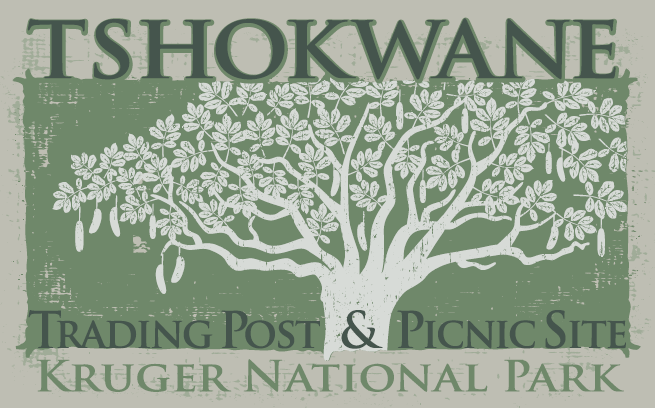 TSHOKWANE
TRADING POST & PICNIC SITE
KRUGER NATIONAL PARK